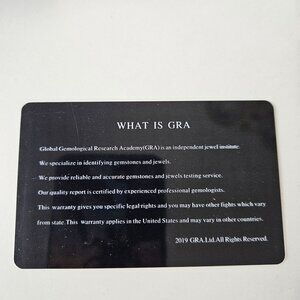 WHAT IS GRA
Global Gemological Research Academy(GRA) is an independent jewel institute.
We specialize in identifying gemstones and jewels.
We provide reliable and accurate gemstones and jewels testing service.
Our quality report is certified by experienced professional gemologists.
This warranty gives you specific legal rights and you may have other fights which vary
from state.This warranty applies in the United States and may vary in other countries.
2019 GRA.Ltd.All Rights Reserved.